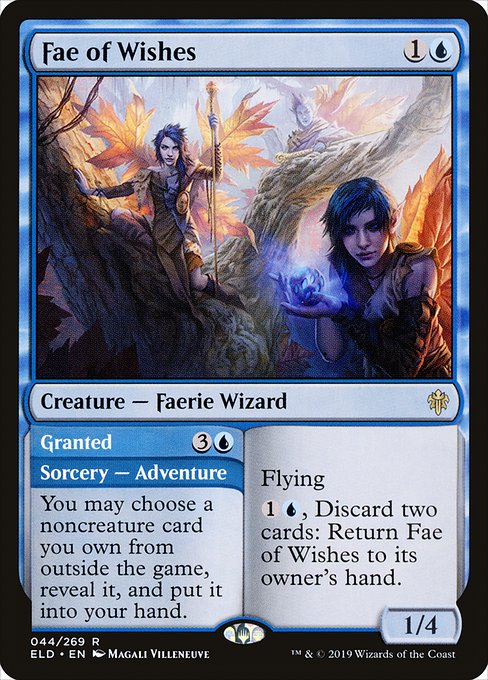 Fae of Wishes 1
Creature — Faerie Wizard
Granted 3
Sorcery — Adventure
You may choose a
noncreature card
you own from
outside the game,
reveal it, and put it
into your hand.
Flying
1 , Discard two
cards: Return Fae
of Wishes to its
owner's hand.
1/4
044/269 R
ELD • EN Magali Villeneuve
™ & © 2019 Wizards of the Coast